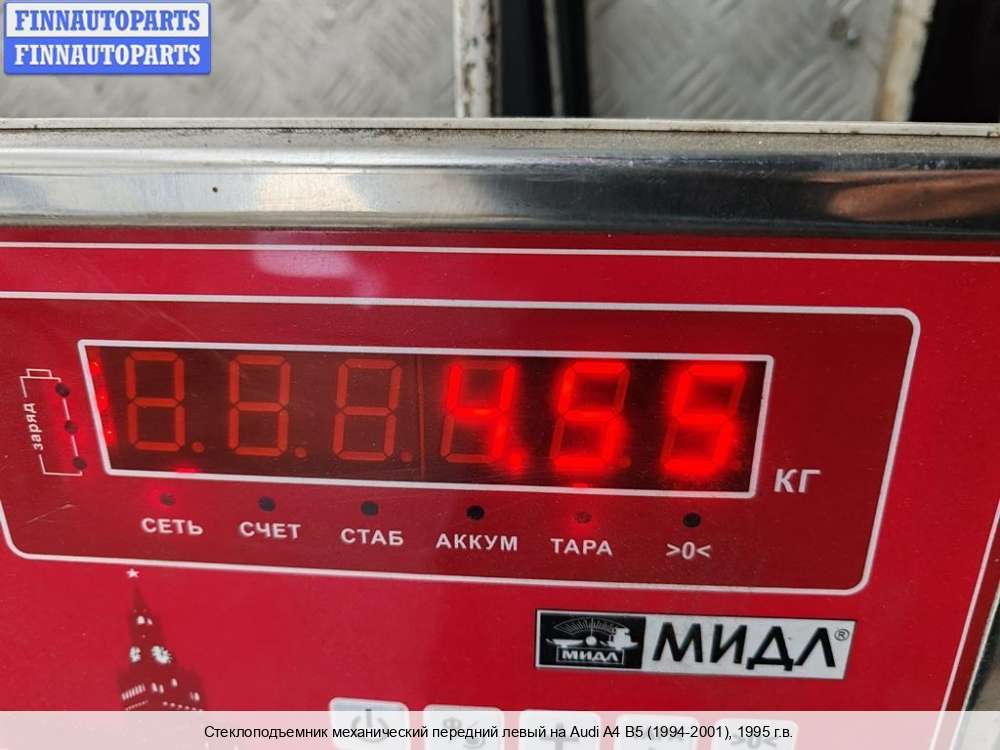 FINNAUTOPARTS
FINNAUTOPARTS
заряд
4.55
КГ
СЕТЬ СЧЕТ СТАБ АККУМ ТАРА >0<
МИДЛ МИДЛ®
>0<
Стеклоподъемник механический передний левый на Audi A4 B5 (1994-2001), 1995 г.в.